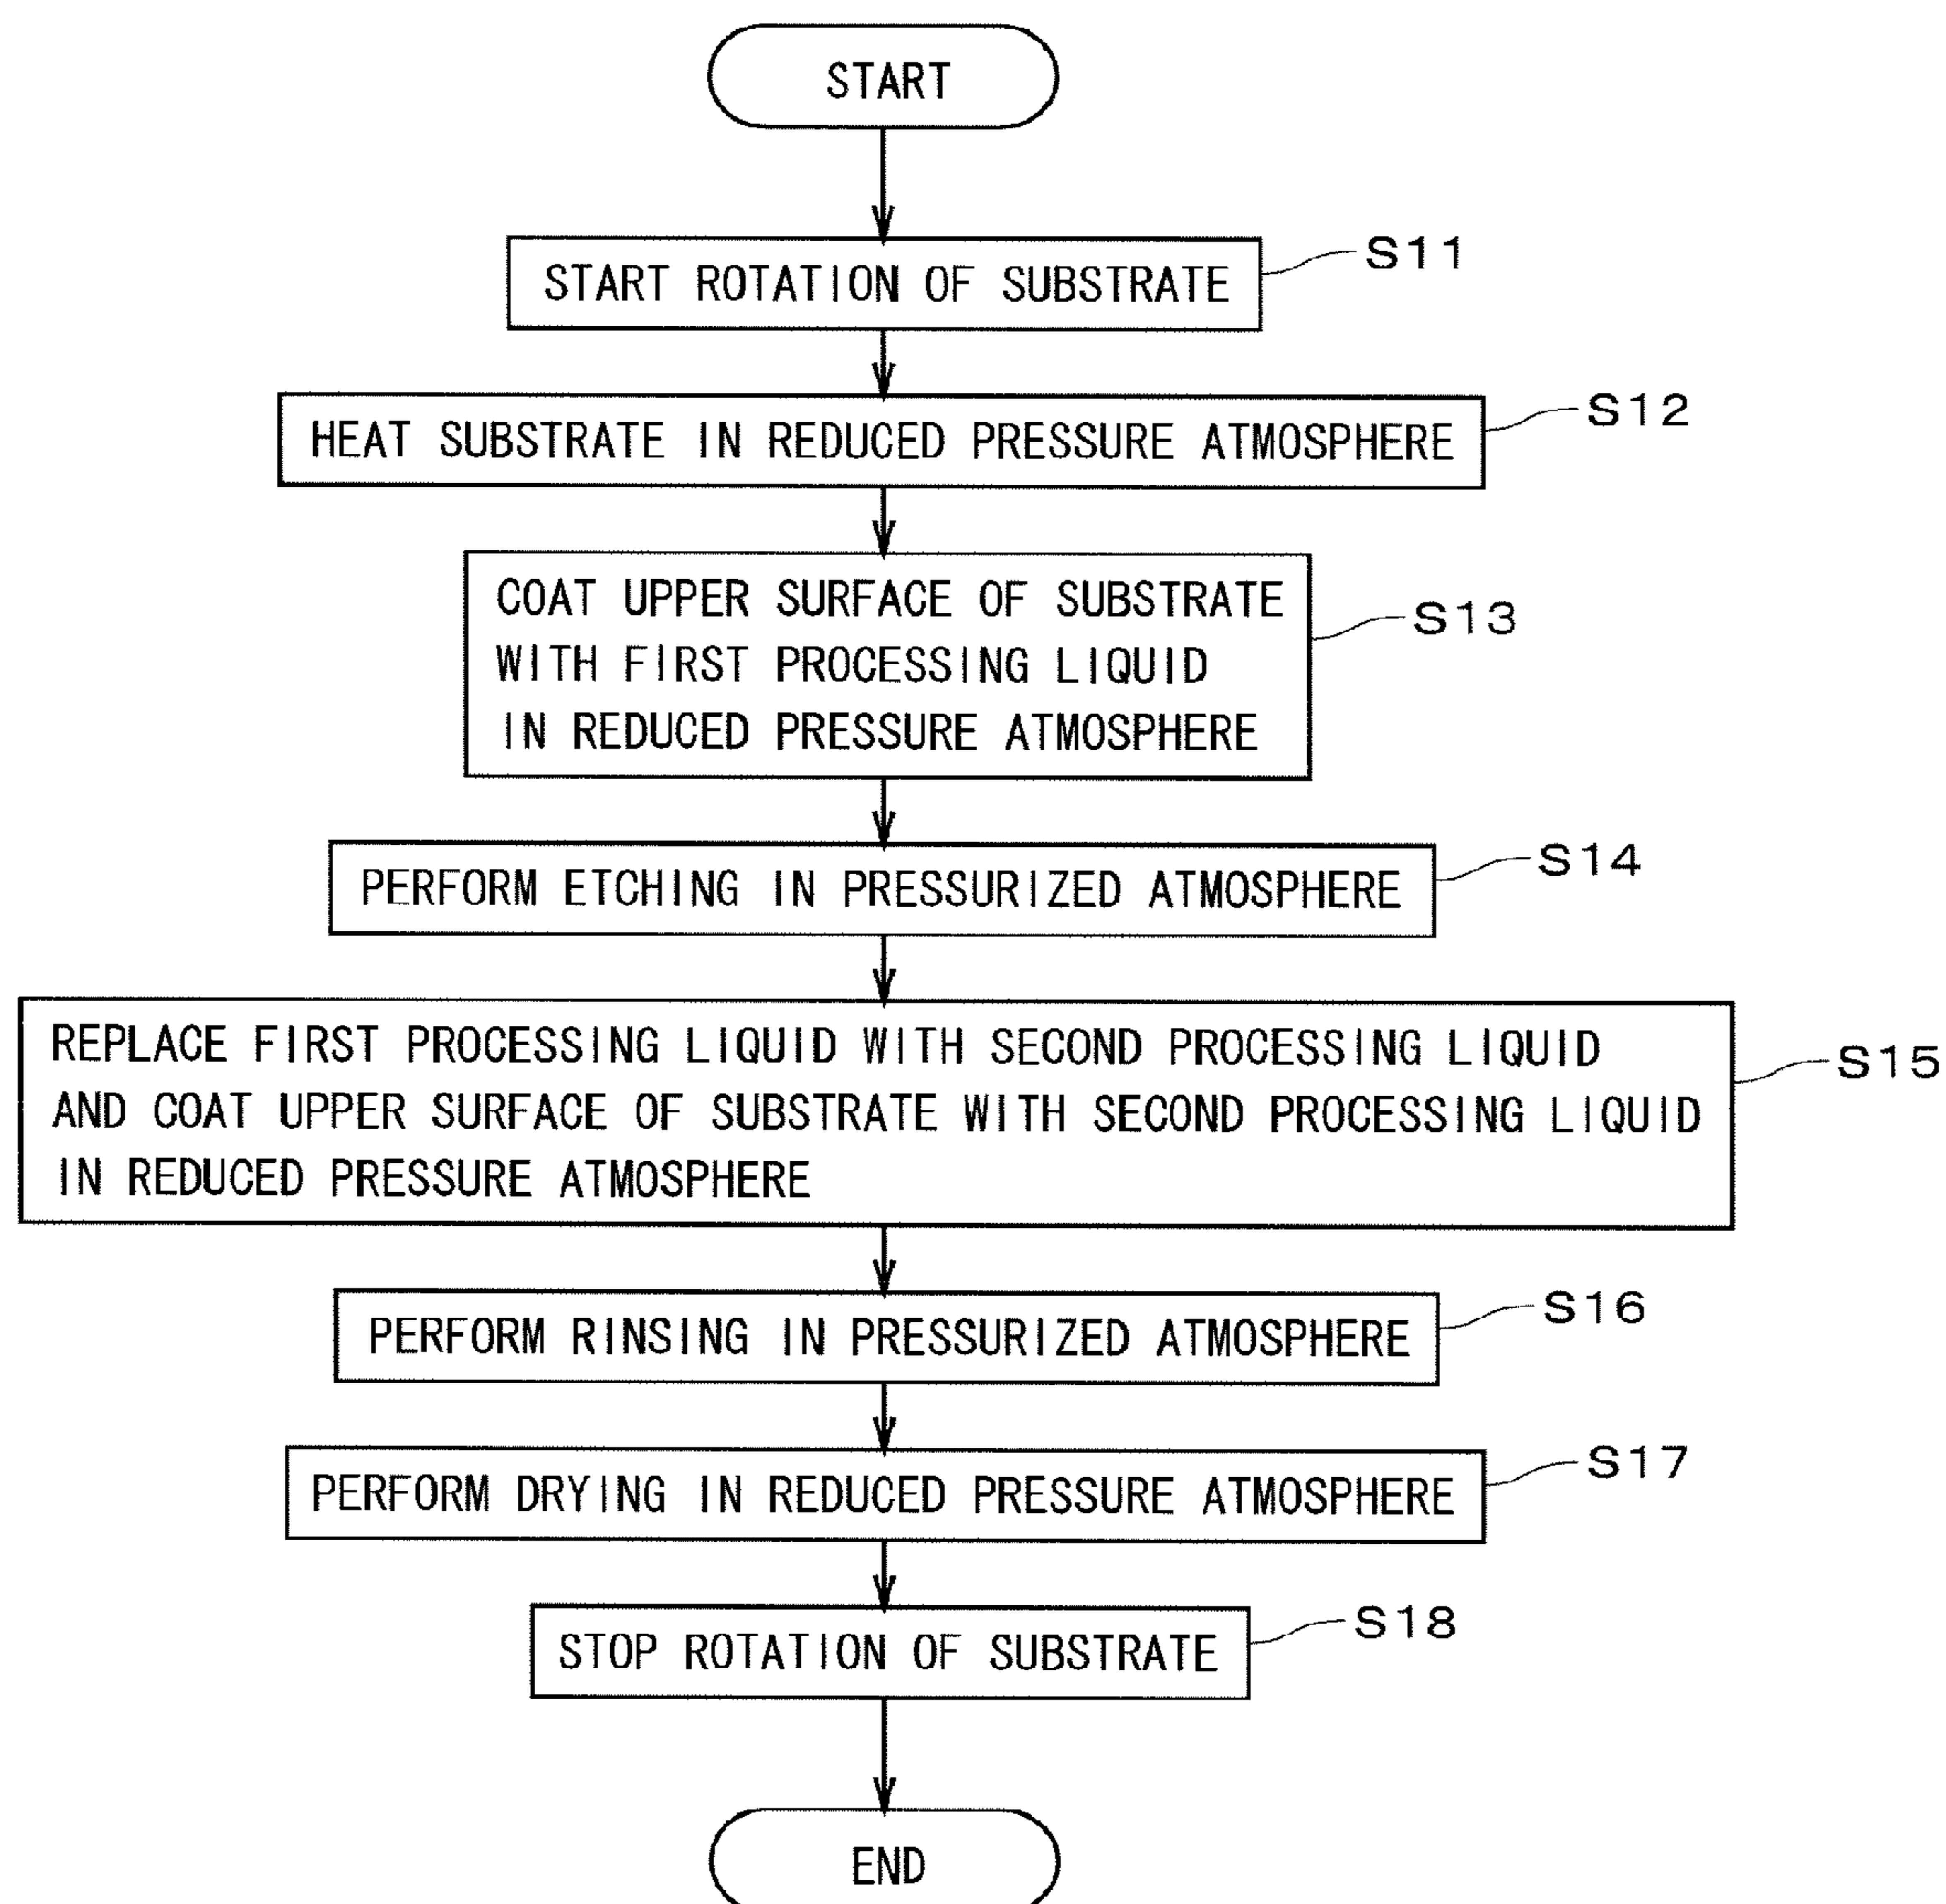 START
START ROTATION OF SUBSTRATE
S11
HEAT SUBSTRATE IN REDUCED PRESSURE ATMOSPHERE
S12
COAT UPPER SURFACE OF SUBSTRATE
WITH FIRST PROCESSING LIQUID
IN REDUCED PRESSURE ATMOSPHERE
S13
PERFORM ETCHING IN PRESSURIZED ATMOSPHERE
S14
REPLACE FIRST PROCESSING LIQUID WITH SECOND PROCESSING LIQUID
AND COAT UPPER SURFACE OF SUBSTRATE WITH SECOND PROCESSING LIQUID
IN REDUCED PRESSURE ATMOSPHERE
S15
PERFORM RINSING IN PRESSURIZED ATMOSPHERE
S16
PERFORM DRYING IN REDUCED PRESSURE ATMOSPHERE
S17
STOP ROTATION OF SUBSTRATE
S18
END